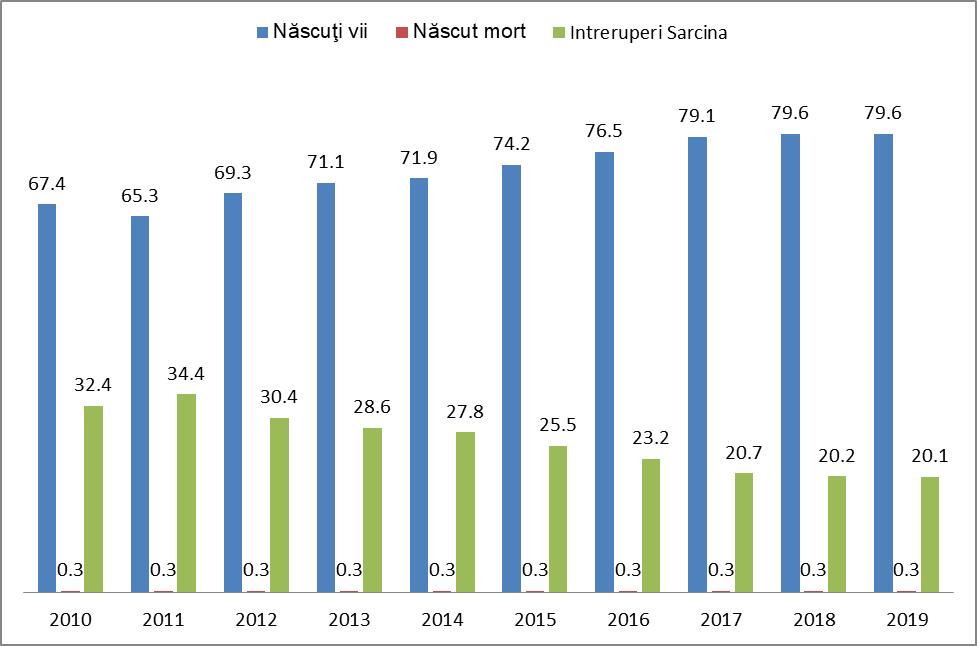 Născuţi vii Născut mort Intreruperi Sarcina
67.4 65.3 69.3 71.1 71.9 74.2 76.5 79.1 79.6 79.6
32.4 34.4 30.4 28.6 27.8 25.5 23.2 20.7 20.2 20.1
0.3 0.3 0.3 0.3 0.3 0.3 0.3 0.3 0.3 0.3
2010 2011 2012 2013 2014 2015 2016 2017 2018 2019